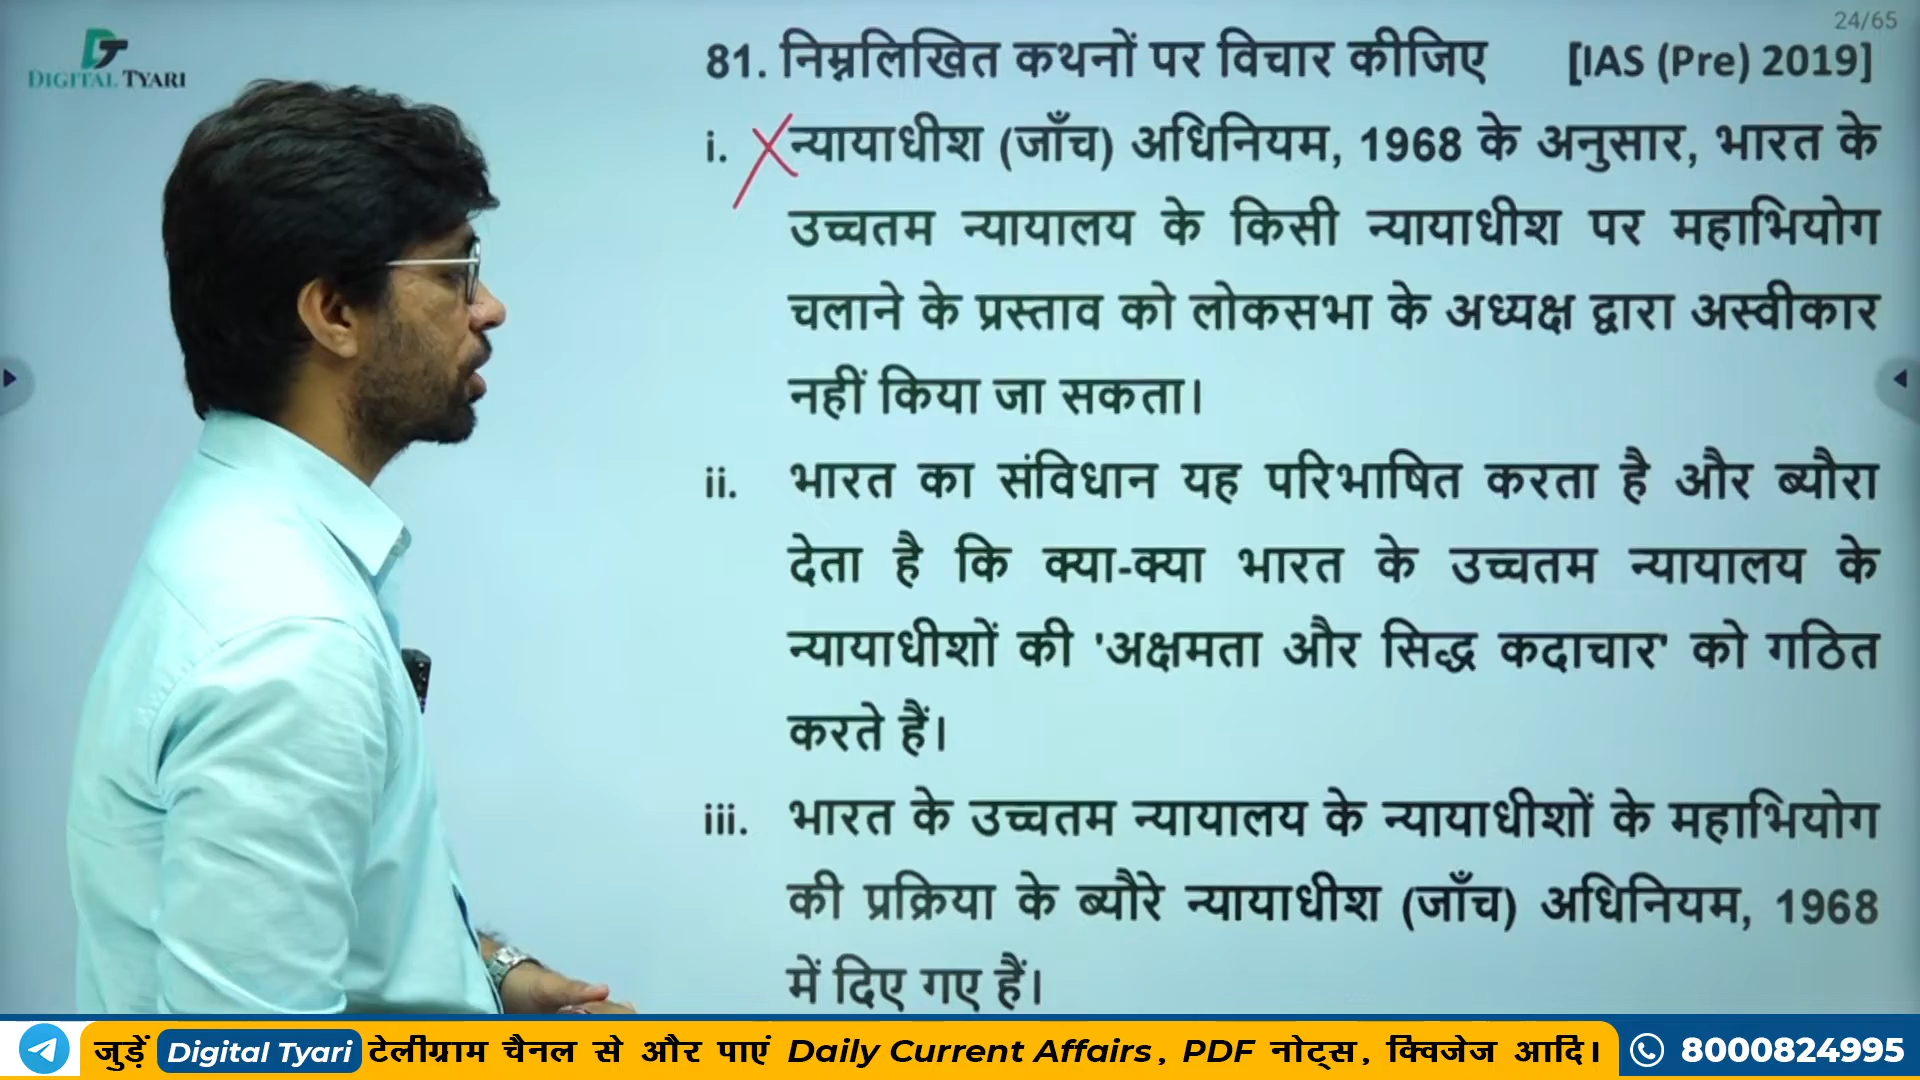 24/65
DT
DIGITAL TYARI
81. निम्नलिखित कथनों पर विचार कीजिए [IAS (Pre) 2019]
i. न्यायाधीश (जाँच) अधिनियम, 1968 के अनुसार, भारत के
उच्चतम न्यायालय के किसी न्यायाधीश पर महाभियोग
चलाने के प्रस्ताव को लोकसभा के अध्यक्ष द्वारा अस्वीकार
नहीं किया जा सकता।
ii. भारत का संविधान यह परिभाषित करता है और ब्यौरा
देता है कि क्या-क्या भारत के उच्चतम न्यायालय के
न्यायाधीशों की 'अक्षमता और सिद्ध कदाचार' को गठित
करते हैं।
iii. भारत के उच्चतम न्यायालय के न्यायाधीशों के महाभियोग
की प्रक्रिया के ब्यौरे न्यायाधीश (जाँच) अधिनियम, 1968
में दिए गए हैं।
जुड़ें Digital Tyari टेलीग्राम चैनल से और पाएं Daily Current Affairs, PDF नोट्स, क्विजेज आदि। 8000824995